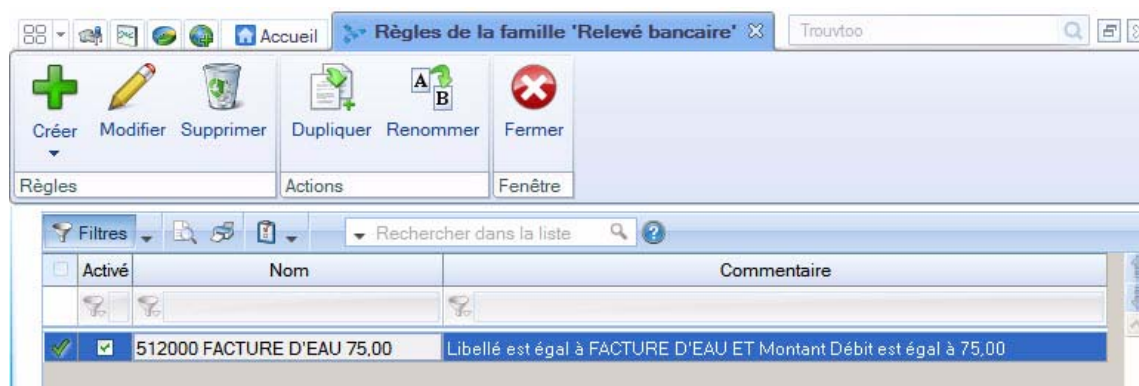 Accueil Règles de la famille 'Relevé bancaire' Trouvtoo
Créer Modifier Supprimer Dupliquer Renommer Fermer
Règles Actions Fenêtre
Filtres Rechercher dans la liste
Activé Nom Commentaire
512000 FACTURE D'EAU 75,00 Libellé est égal à FACTURE D'EAU ET Montant Débit est égal à 75,00